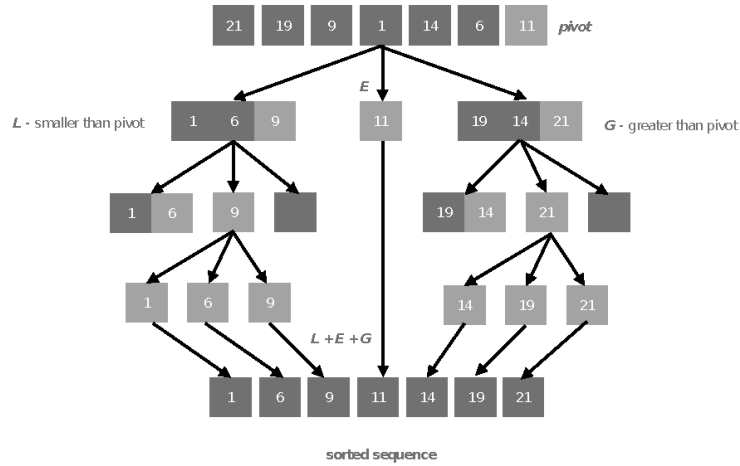 21 19 9 1 14 6 11 pivot
E
L - smaller than pivot 1 6 9 11 19 14 21 G - greater than pivot
1 6 9 19 14 21
1 6 9 14 19 21
L +E +G
1 6 9 11 14 19 21
sorted sequence